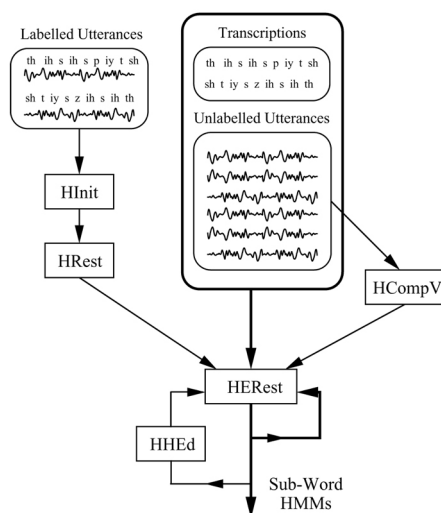 Labelled Utterances
th ih s ih s p iy t sh
sh t iy s z ih s ih th
Transcriptions
th ih s ih s p iy t sh
sh t iy s z ih s ih th
Unlabelled Utterances
HInit
HRest
HCompV
HERest
HHEd
Sub-Word
HMMs